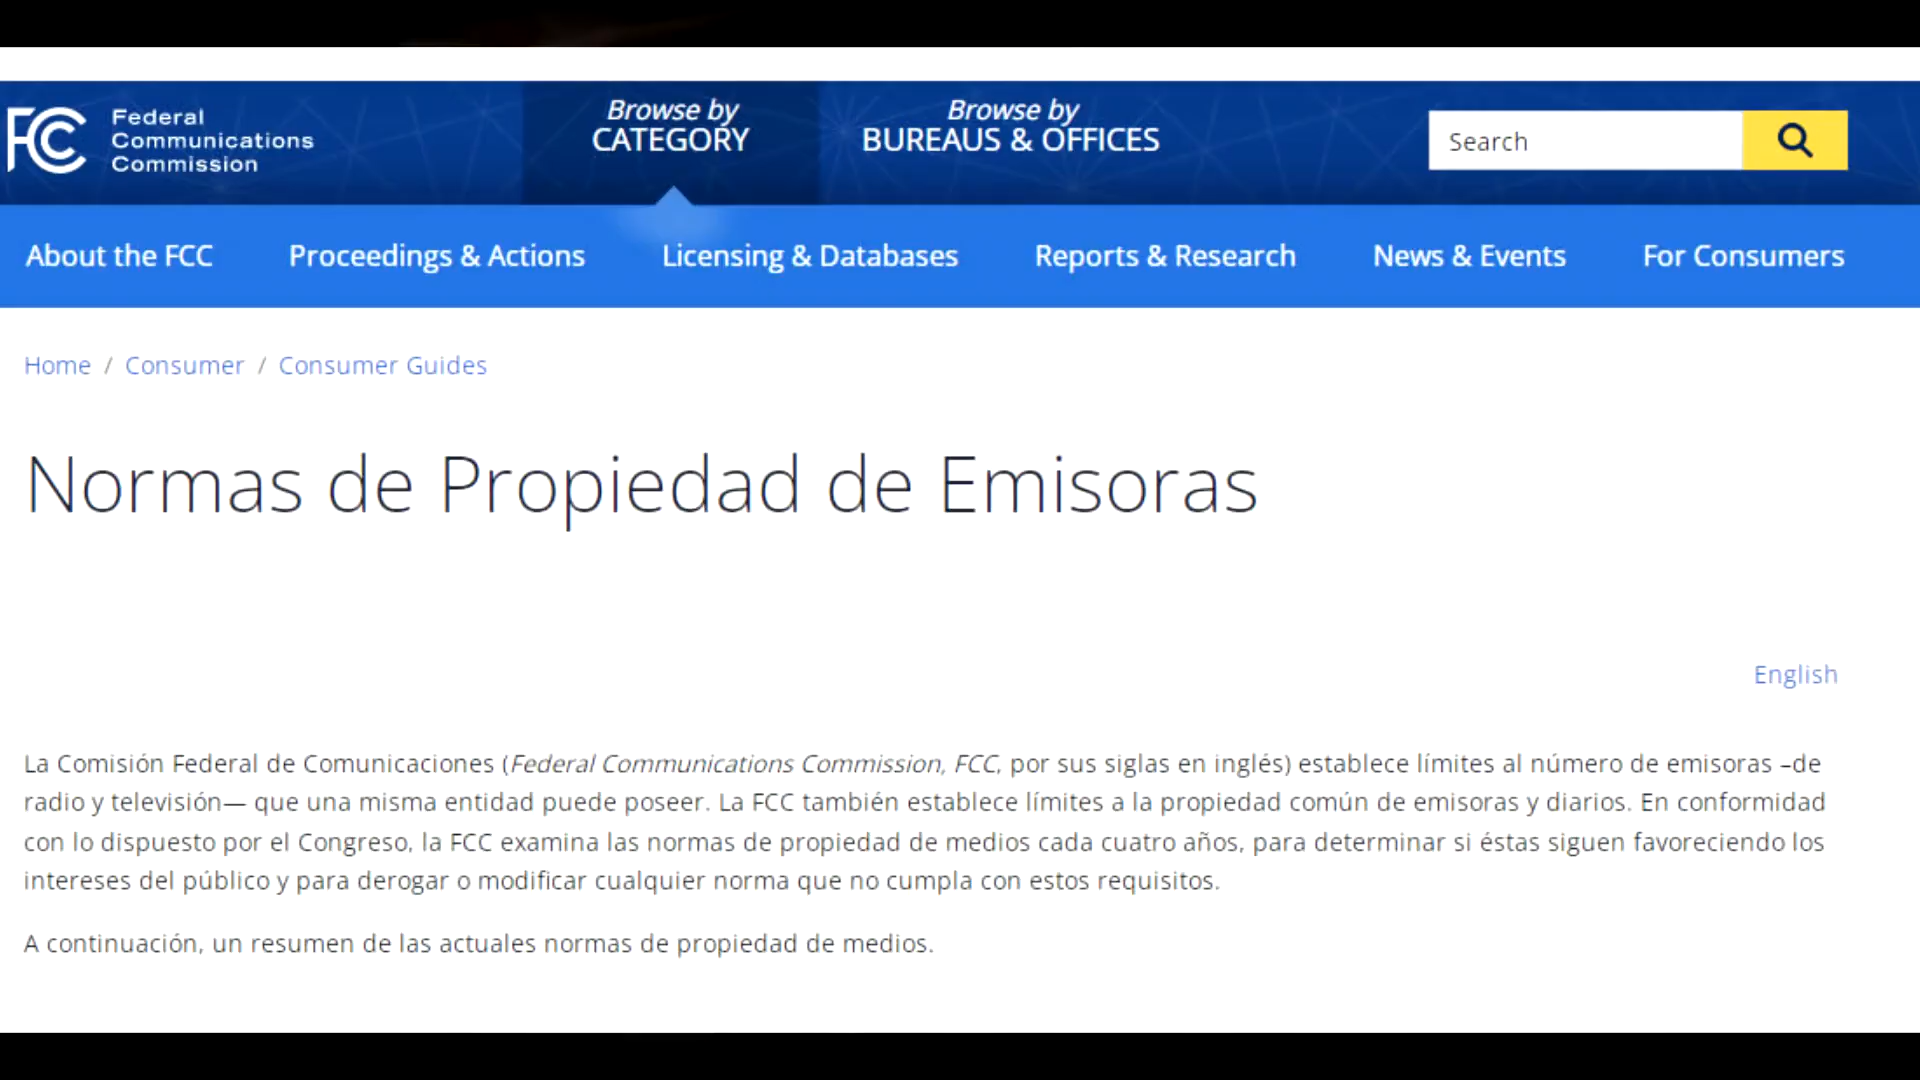 Federal
Communications
Commission
Browse by
CATEGORY
Browse by
BUREAUS & OFFICES
Search
About the FCC
Proceedings & Actions
Licensing & Databases
Reports & Research
News & Events
For Consumers
Home / Consumer / Consumer Guides
Normas de Propiedad de Emisoras
English
La Comisión Federal de Comunicaciones (Federal Communications Commission, FCC, por sus siglas en inglés) establece límites al número de emisoras –de
radio y televisión— que una misma entidad puede poseer. La FCC también establece límites a la propiedad común de emisoras y diarios. En conformidad
con lo dispuesto por el Congreso, la FCC examina las normas de propiedad de medios cada cuatro años, para determinar si éstas siguen favoreciendo los
intereses del público y para derogar o modificar cualquier norma que no cumpla con estos requisitos.
A continuación, un resumen de las actuales normas de propiedad de medios.